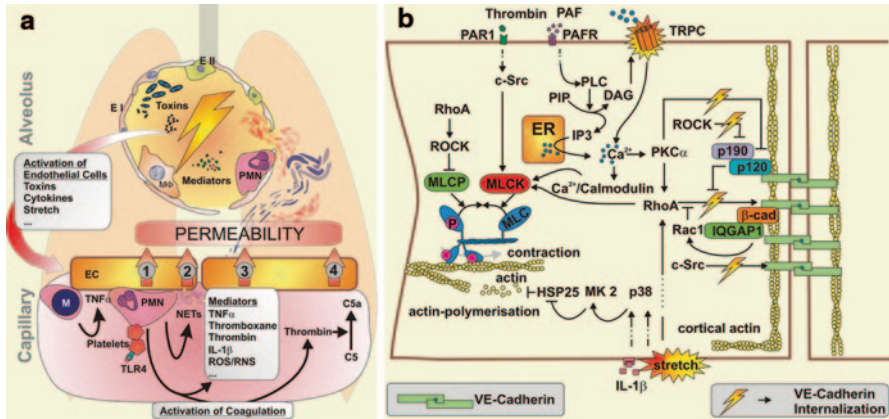 a
Alveolus
Capillary
E II
E I
Toxins
MΦ
Mediators
PMN
Activation of
Endothelial Cells
Toxins
Cytokines
Stretch
...
PERMEABILITY
EC
1
2
3
4
M
TNFα
PMN
NETs
Platelets
TLR4
Mediators
TNFα
Thromboxane
Thrombin
IL-1β
ROS/RNS
...
Thrombin
C5a
C5
Activation of Coagulation
b
Thrombin
PAF
PAR1
PAFR
TRPC
c-Src
PLC
PIP
DAG
RhoA
ER
IP3
ROCK
Ca2+
PKCα
ROCK
p190
p120
MLCP
MLCK
Ca2+/Calmodulin
RhoA
β-cad
P
MLC
Rac1
IQGAP1
contraction
c-Src
actin
HSP25
MK 2
p38
actin-polymerisation
cortical actin
IL-1β
stretch
VE-Cadherin
VE-Cadherin
Internalization